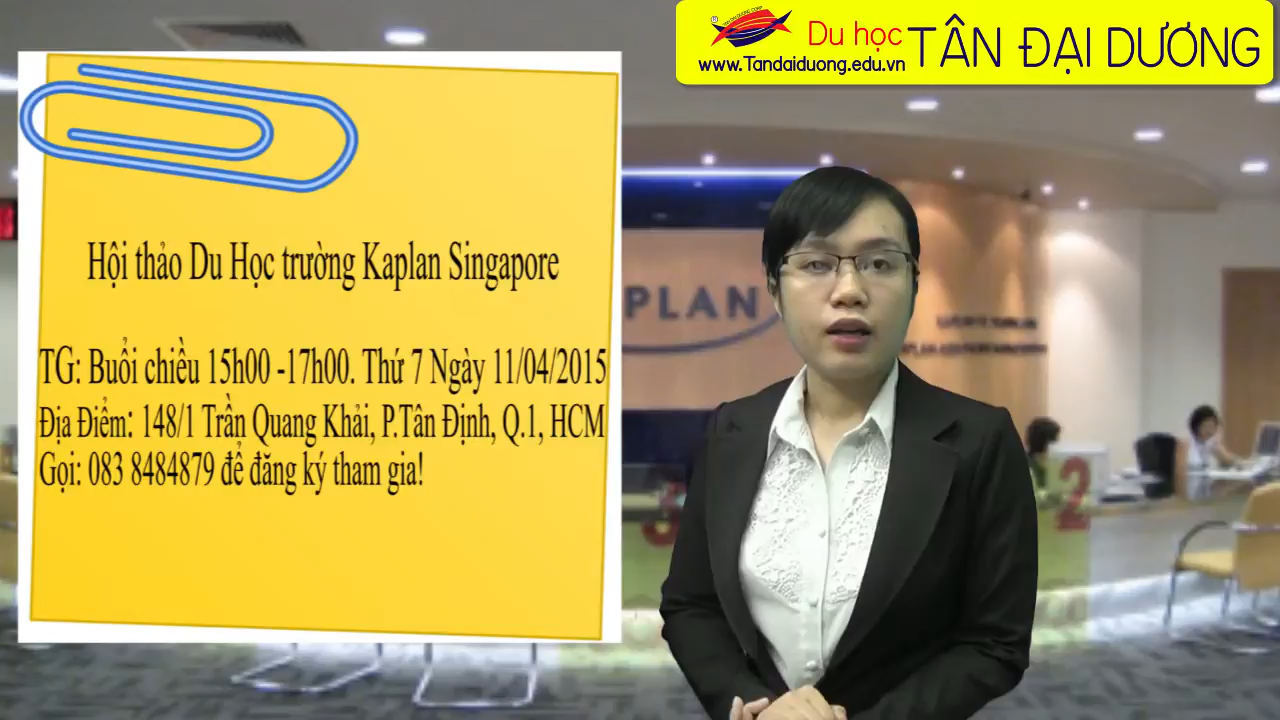 Du học TÂN ĐẠI DƯƠNG
www.Tandaiduong.edu.vn
Hội thảo Du Học trường Kaplan Singapore
TG: Buổi chiều 15h00 -17h00. Thứ 7 Ngày 11/04/2015
Địa Điểm: 148/1 Trần Quang Khải, P.Tân Định, Q.1, HCM
Gọi: 083 8484879 để đăng ký tham gia!
PLAN
3
2